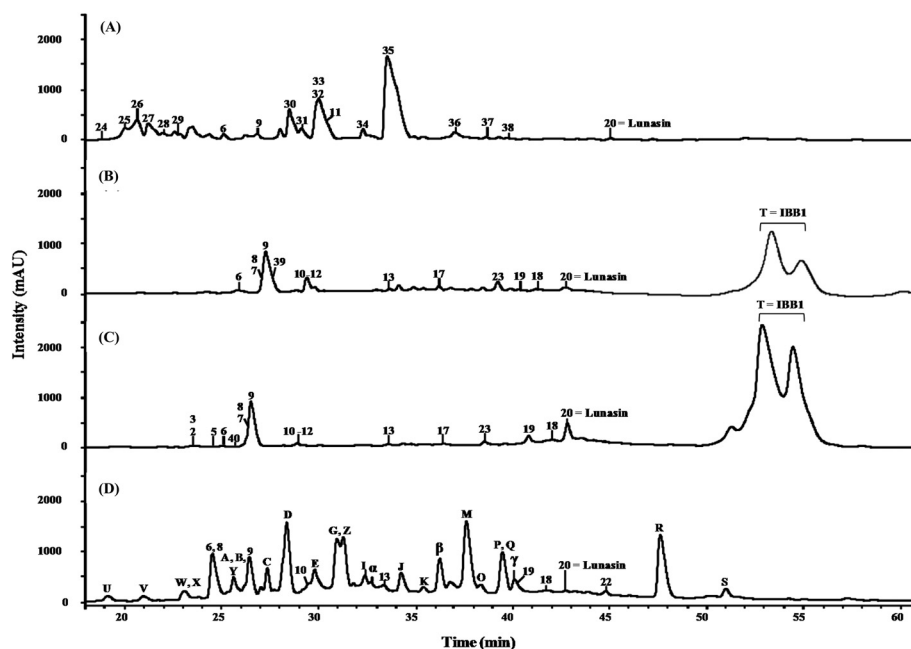 (A)
2000
1000
0
24
25
26
27
28
29
6
9
30
31
33
32
11
34
35
36
37
38
20 = Lunasin
(B)
2000
1000
0
6
8
7
9
39
10-12
13
17
23
19
18
20 = Lunasin
T = IBB1
(C)
2000
1000
0
3
2
5
6
40
8
7
9
10-12
13
17
23
19
18
20 = Lunasin
T = IBB1
(D)
2000
1000
0
U
V
W, X
6, 8
A, B,
Y
9
C
D
10
E
G, Z
I
α
13
J
K
β
M
O
P, Q
γ
19
18
20 = Lunasin
22
R
S
20 25 30 35 40 45 50 55 60
Time (min)
Intensity (mAU)